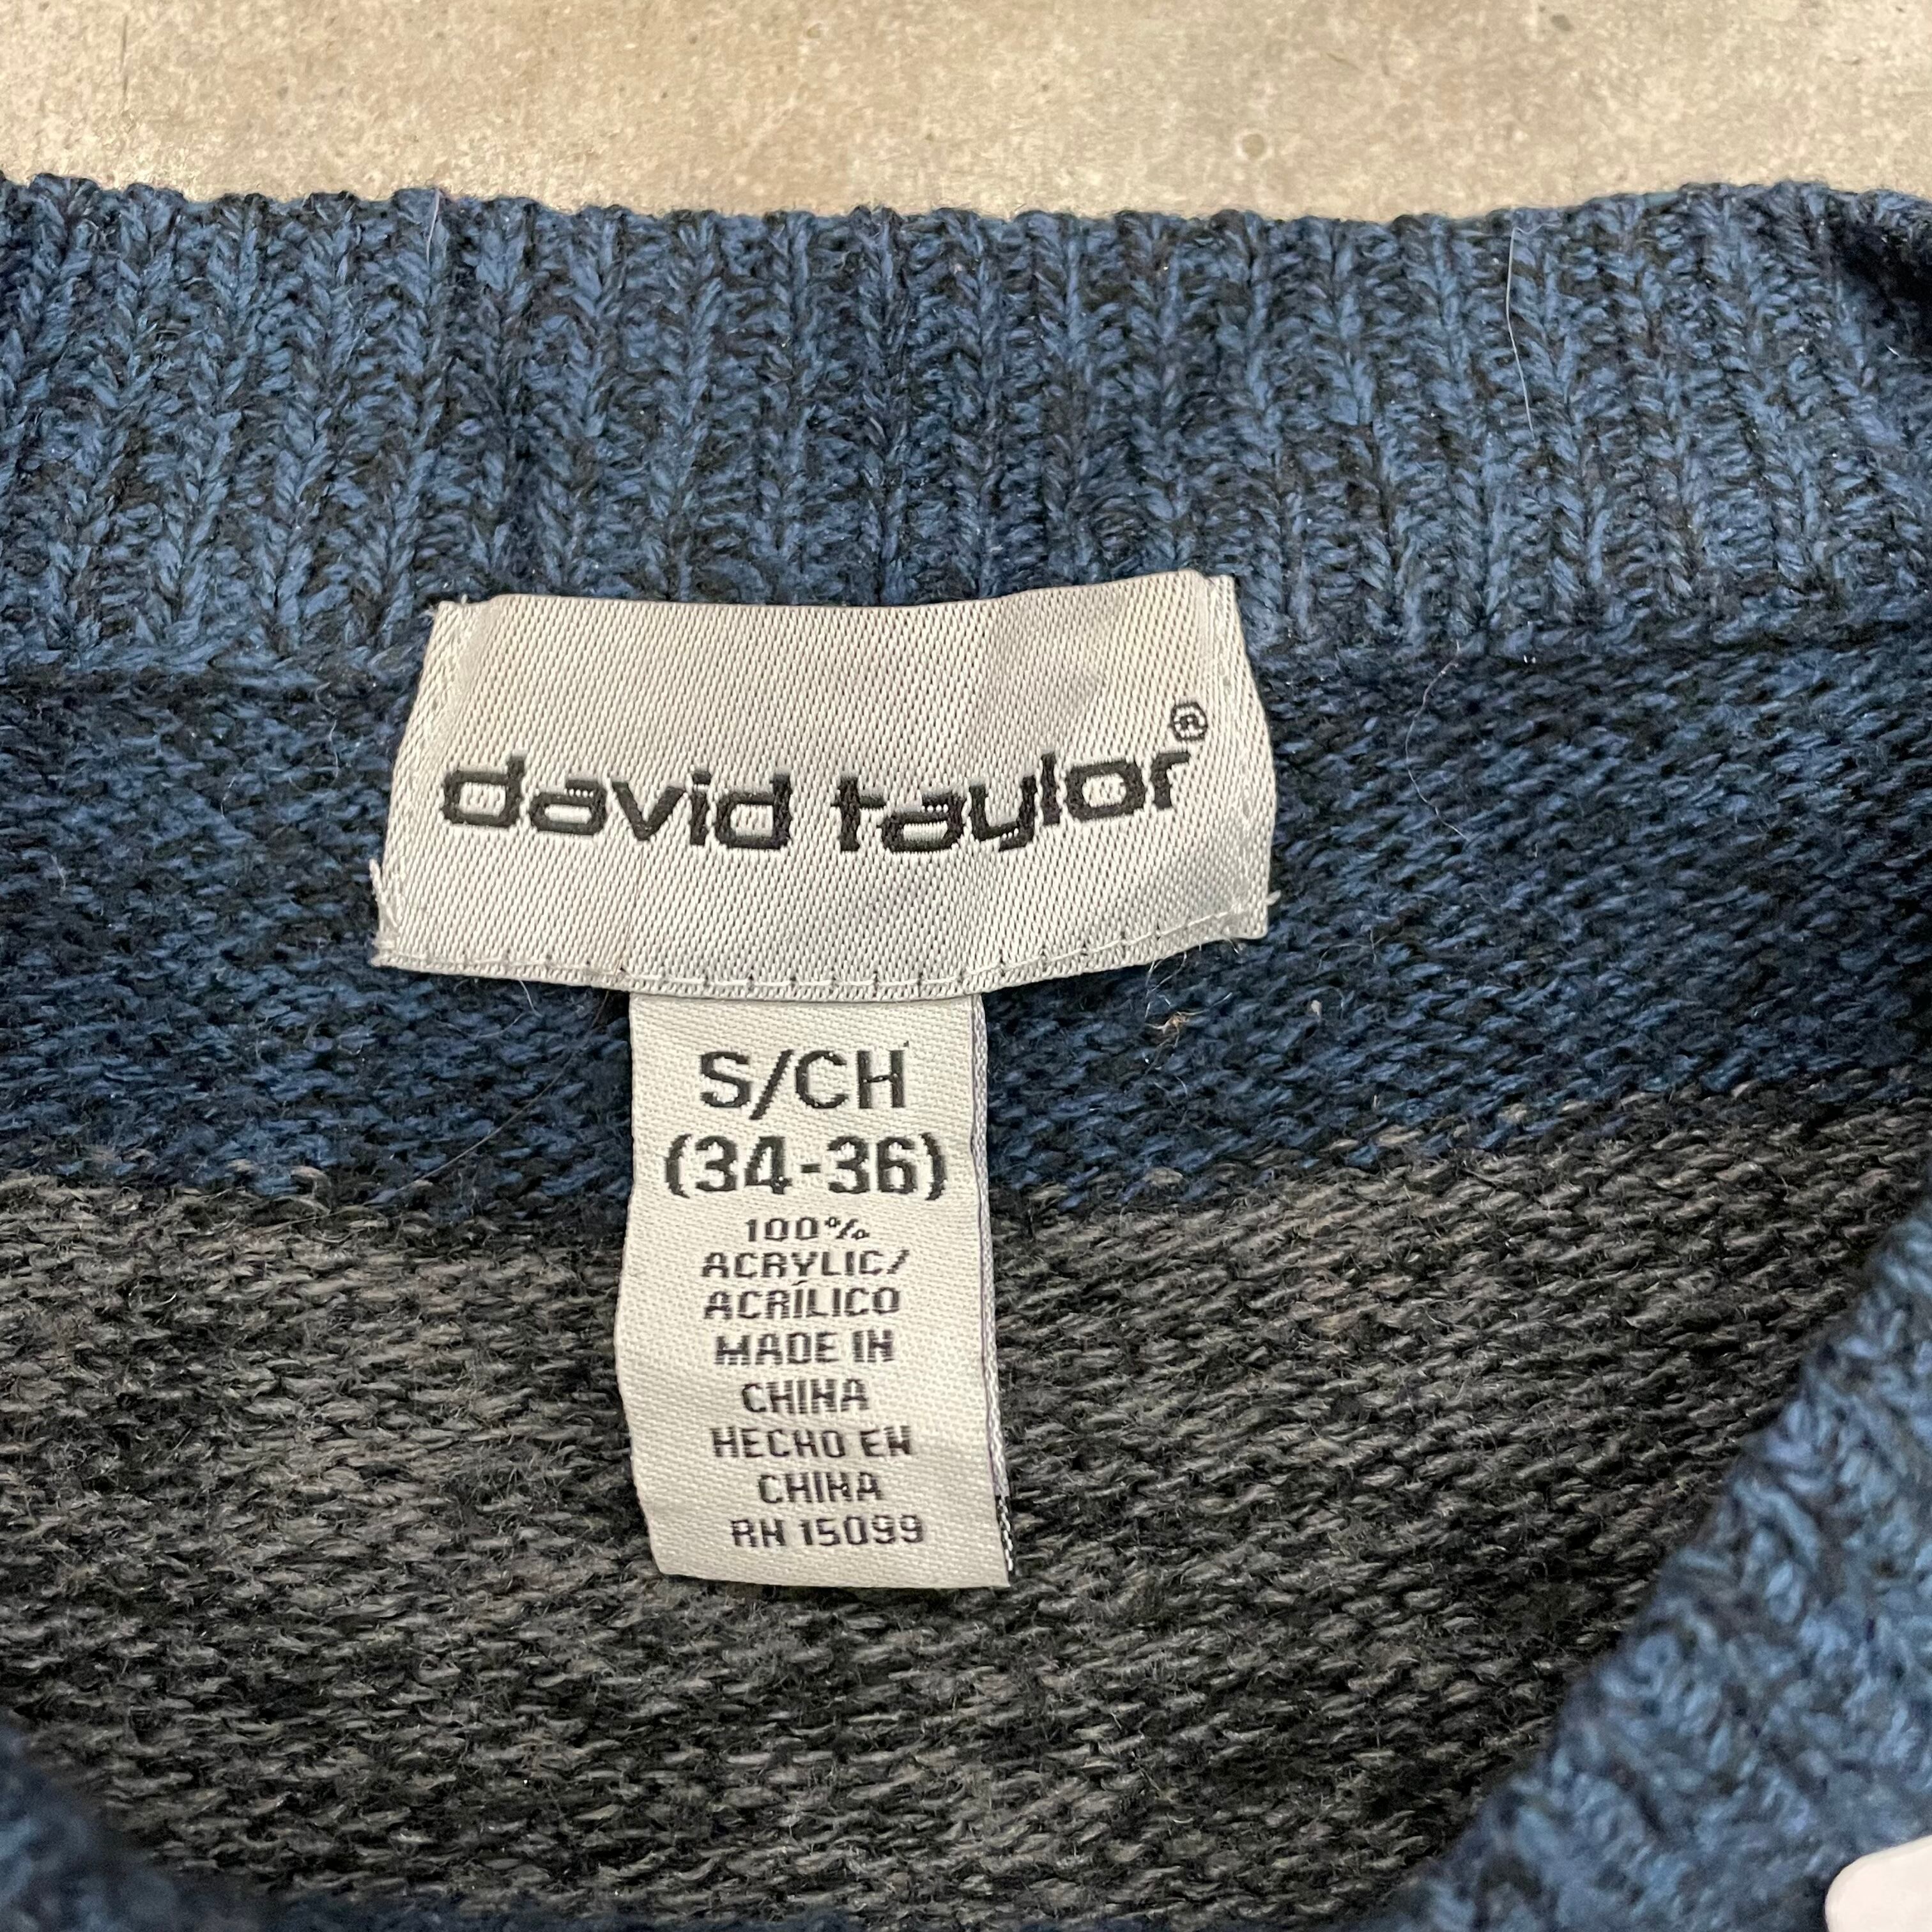 david taylor®
S/CH
(34-36)
100%
ACRYLIC/
ACRÍLICO
MADE IN
CHINA
HECHO EN
CHINA
RN 15099